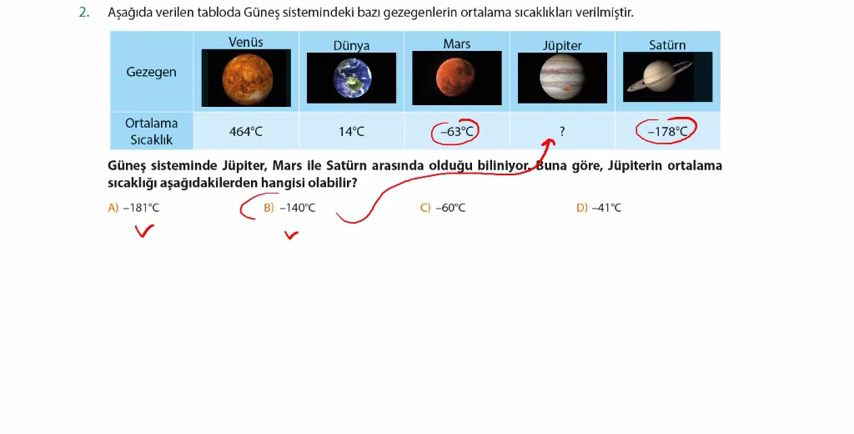 2. Aşağıda verilen tabloda Güneş sistemindeki bazı gezegenlerin ortalama sıcaklıkları verilmiştir.
Gezegen Venüs Dünya Mars Jüpiter Satürn
Ortalama Sıcaklık 464°C 14°C –63°C ? –178°C
Güneş sisteminde Jüpiter, Mars ile Satürn arasında olduğu biliniyor. Buna göre, Jüpiterin ortalama
sıcaklığı aşağıdakilerden hangisi olabilir?
A) –181°C B) –140°C C) –60°C D) –41°C